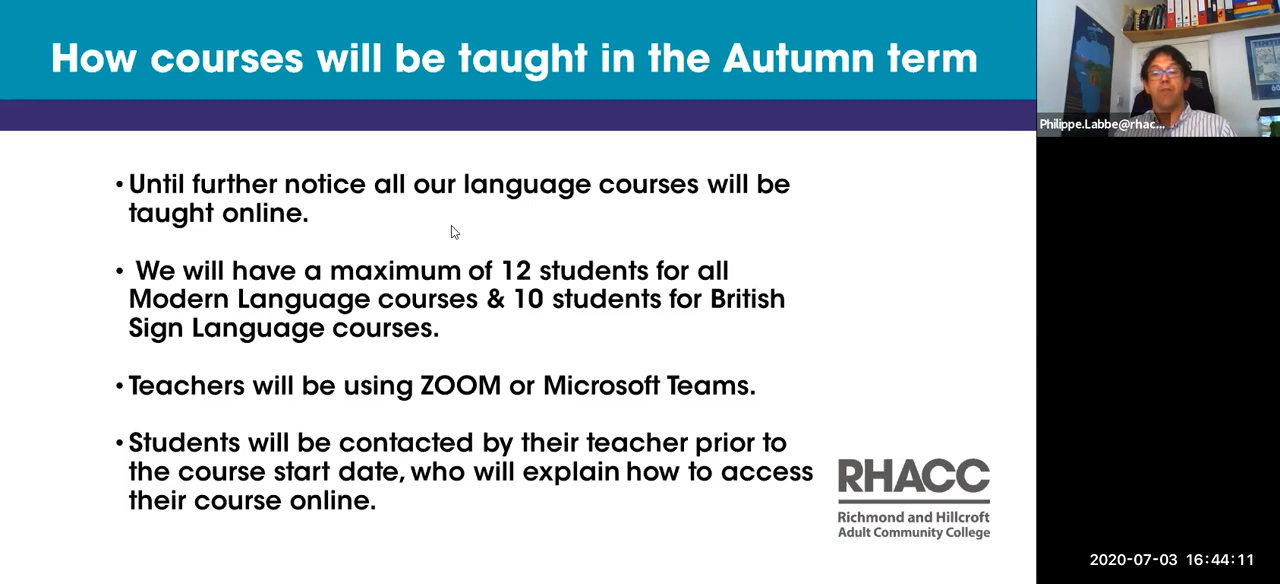 How courses will be taught in the Autumn term
• Until further notice all our language courses will be
taught online.
• We will have a maximum of 12 students for all
Modern Language courses & 10 students for British
Sign Language courses.
• Teachers will be using ZOOM or Microsoft Teams.
• Students will be contacted by their teacher prior to
the course start date, who will explain how to access
their course online.
RHACC
Richmond and Hillcroft
Adult Community College
TINTIN
Philippe.Labbe@rhac...
2020-07-03 16:44:11